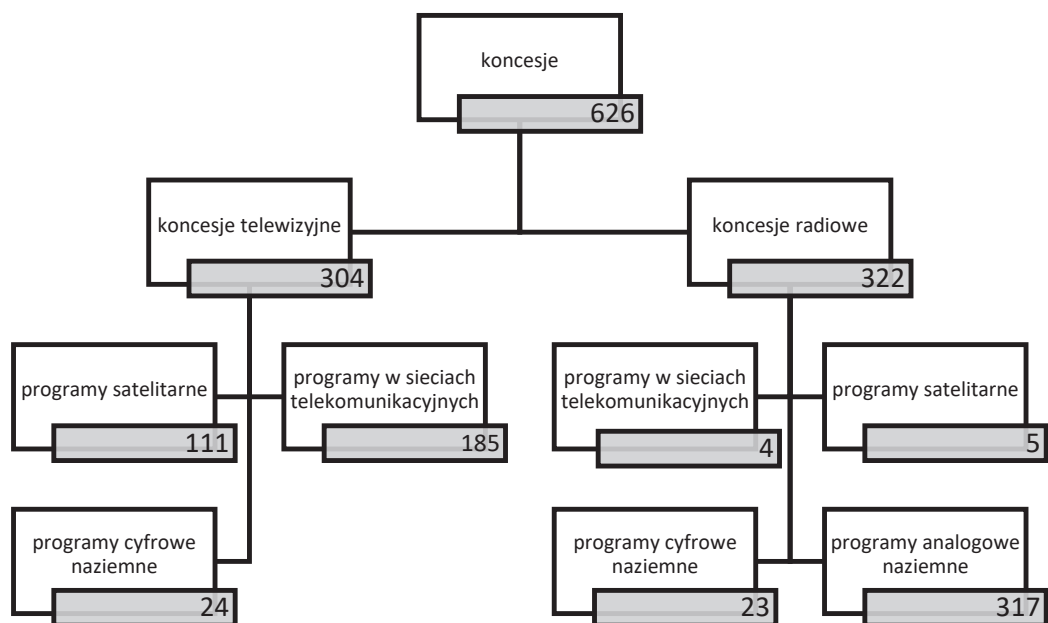 koncesje
626
koncesje telewizyjne
304
koncesje radiowe
322
programy satelitarne
111
programy w sieciach
telekomunikacyjnych
185
programy w sieciach
telekomunikacyjnych
4
programy satelitarne
5
programy cyfrowe
naziemne
24
programy cyfrowe
naziemne
23
programy analogowe
naziemne
317